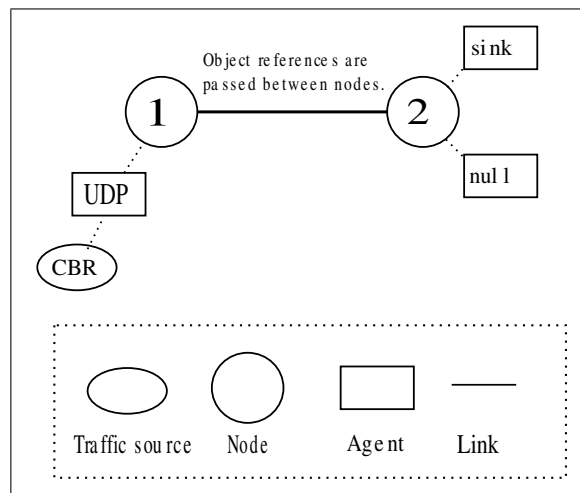 Object references are
passed between nodes.
sink
1
2
null
UDP
CBR
Traffic source
Node
Agent
Link